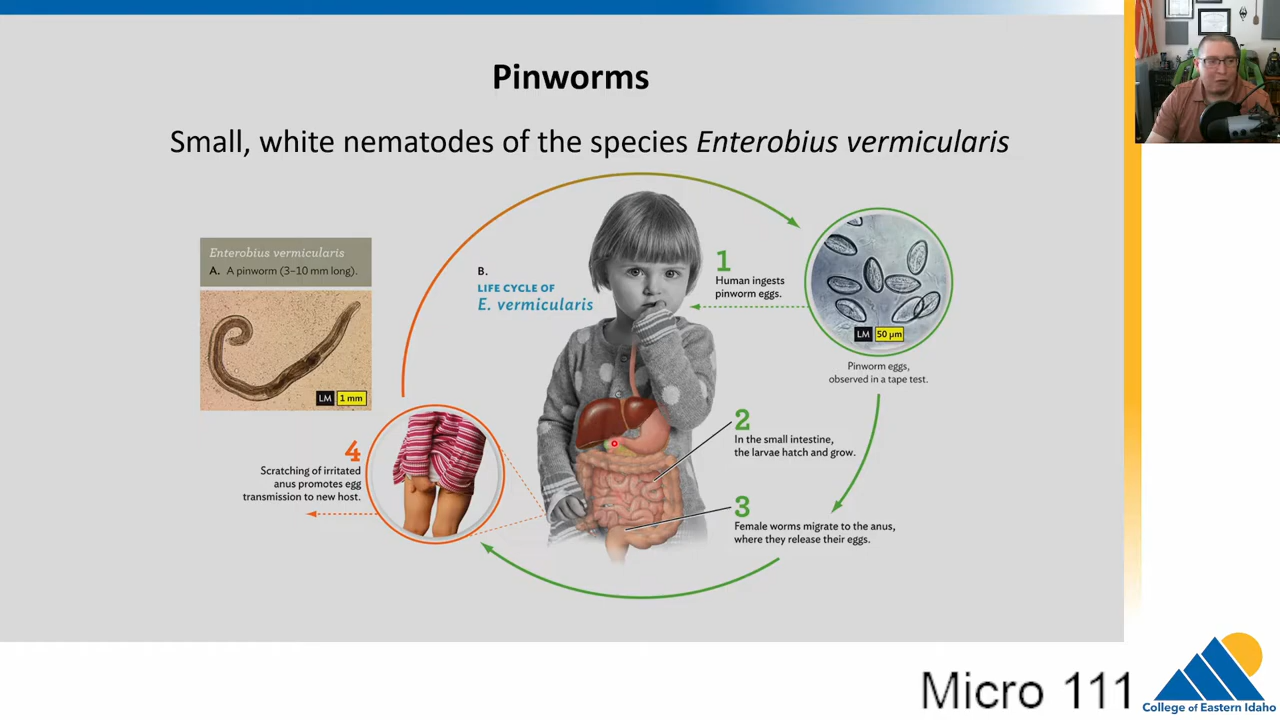 Pinworms
Small, white nematodes of the species Enterobius vermicularis
Enterobius vermicularis
A. A pinworm (3–10 mm long).
LM 1 mm
B.
LIFE CYCLE OF
E. vermicularis
1
Human ingests
pinworm eggs.
LM 50 µm
Pinworm eggs,
observed in a tape test.
2
In the small intestine,
the larvae hatch and grow.
3
Female worms migrate to the anus,
where they release their eggs.
4
Scratching of irritated
anus promotes egg
transmission to new host.
Micro 111
College of Eastern Idaho